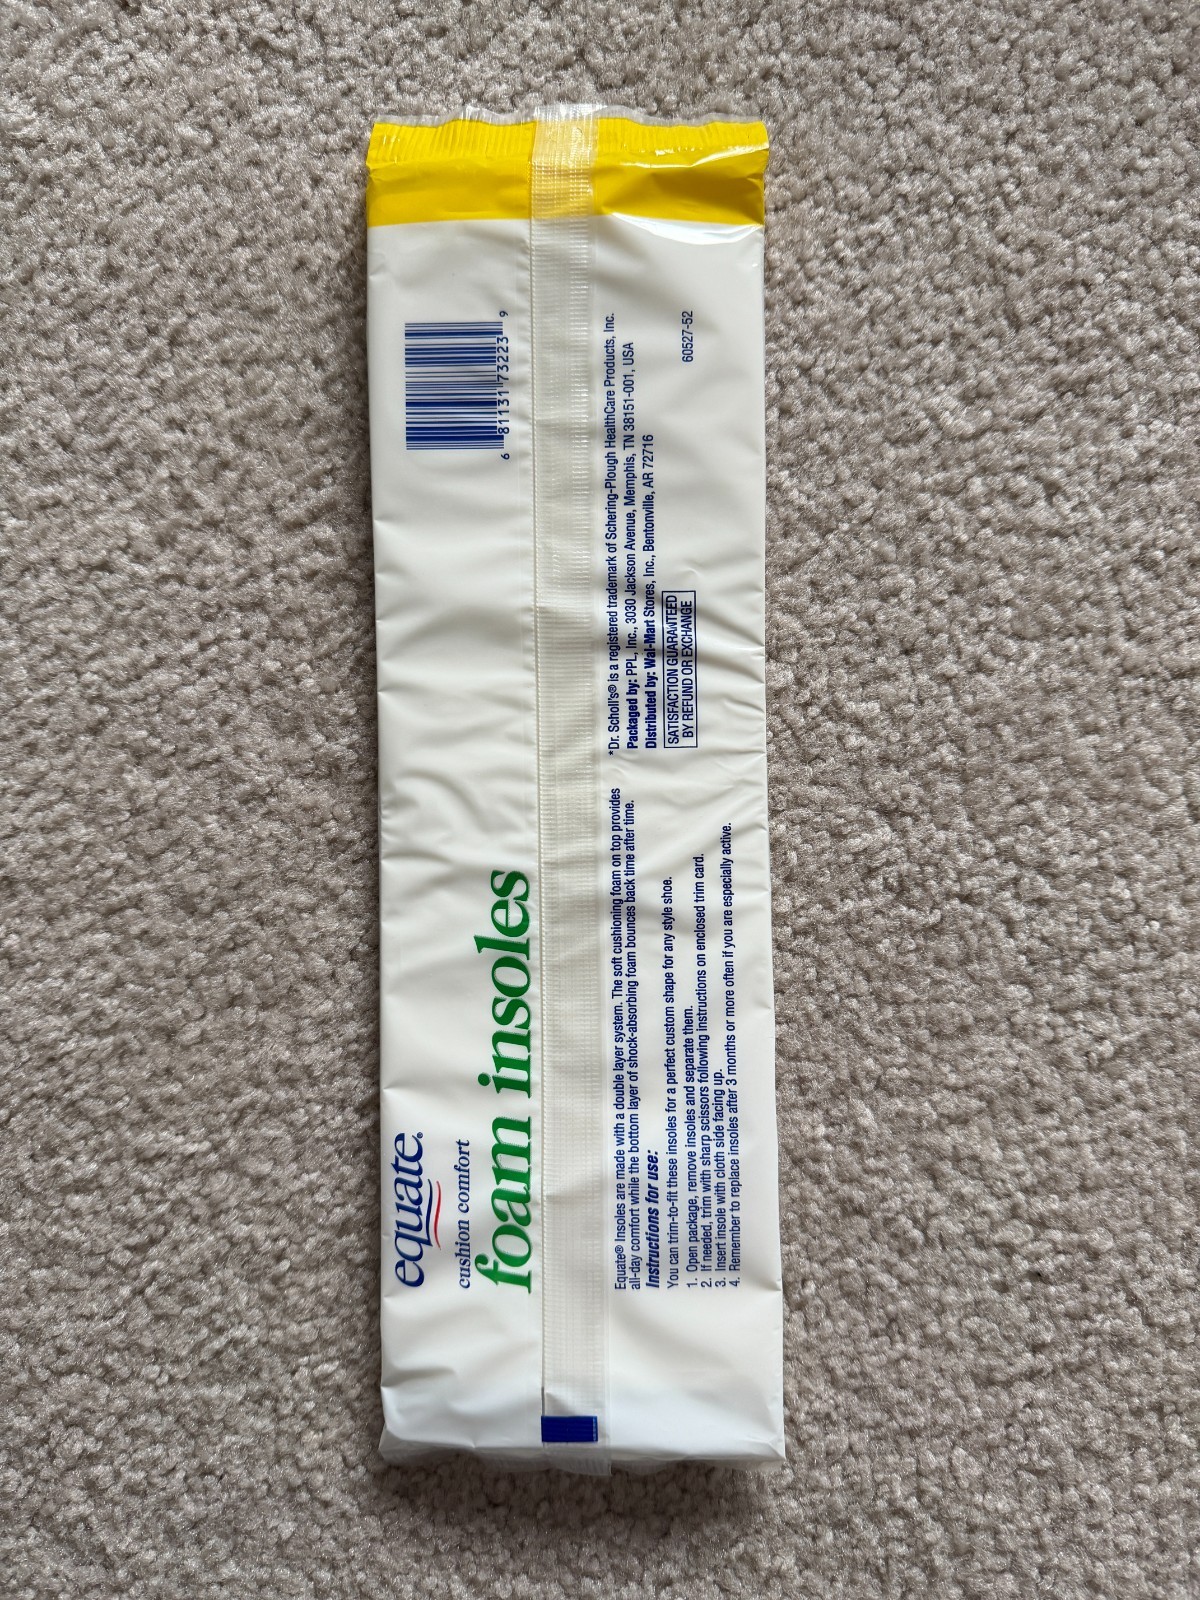 equate®
cushion comfort
foam insoles
6 81131 73223 9
Equate® Insoles are made with a double layer system. The soft cushioning foam on top provides
all-day comfort while the bottom layer of shock-absorbing foam bounces back time after time.
Instructions for use:
You can trim-to-fit these insoles for a perfect custom shape for any style shoe.
1. Open package, remove insoles and separate them.
2. If needed, trim with sharp scissors following instructions on enclosed trim card.
3. Insert insole with cloth side facing up.
4. Remember to replace insoles after 3 months or more often if you are especially active.
*Dr. Scholl's® is a registered trademark of Schering-Plough HealthCare Products, Inc.
Packaged by: PPL, Inc., 3030 Jackson Avenue, Memphis, TN 38151-001, USA
Distributed by: Wal-Mart Stores, Inc., Bentonville, AR 72716
SATISFACTION GUARANTEED
BY REFUND OR EXCHANGE
60527-52